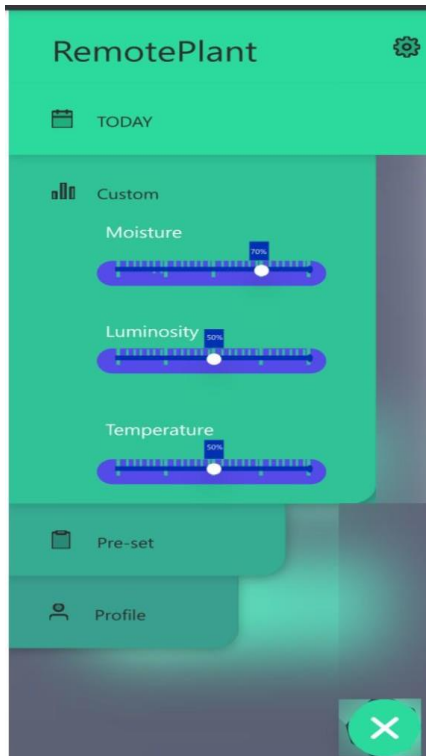 RemotePlant
TODAY
Custom
Moisture
70%
Luminosity
50%
Temperature
50%
Pre-set
Profile